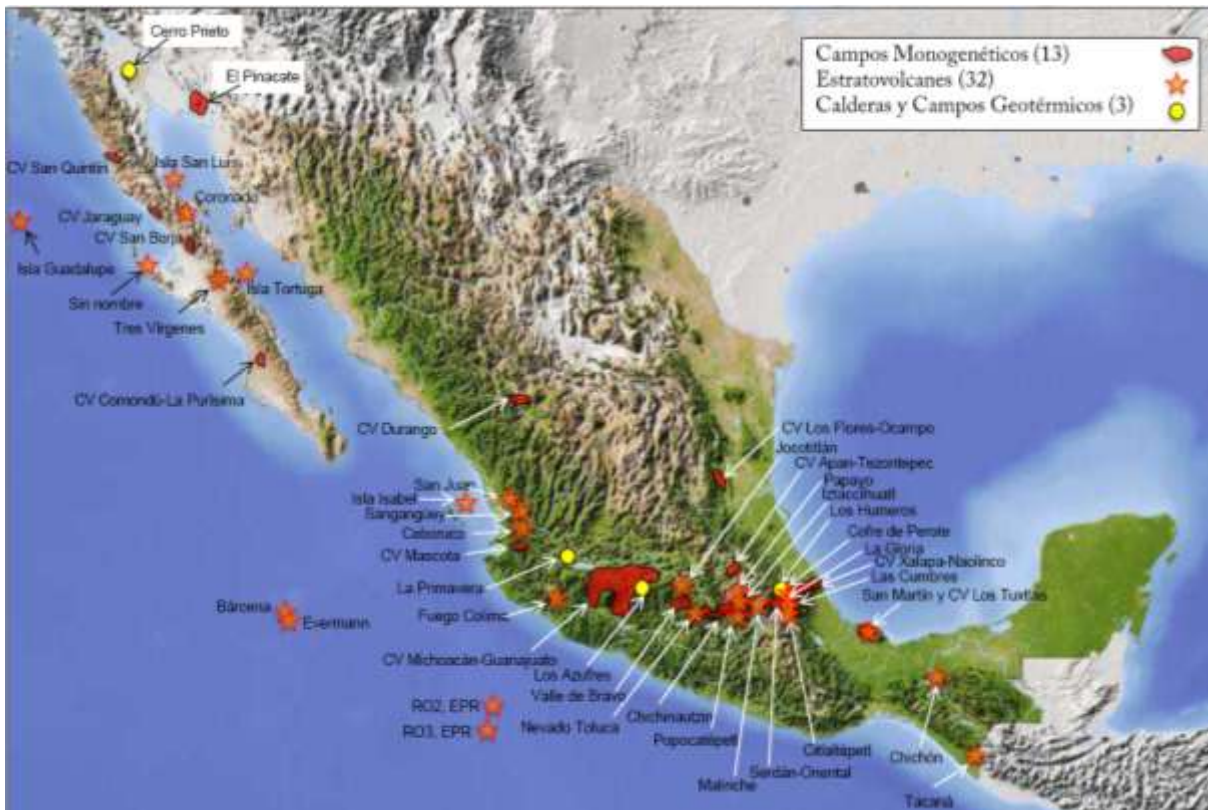 Cerro Prieto
El Pinacate
Campos Monogenéticos (13)
Estratovolcanes (32)
Calderas y Campos Geotérmicos (3)
CV San Quintín
Isla San Luis
Coronado
CV Jaraguay
CV San Borja
Isla Guadalupe
Sin nombre
Isla Tortuga
Tres Vírgenes
CV Comondú-La Purísima
CV Durango
CV Los Flores-Ocampo
Jocotitlán
CV Apan-Tezontepec
Papayo
Iztaccíhuatl
Los Humeros
Cofre de Perote
La Gloria
CV Xalapa-Naolinco
Las Cumbres
San Martín y CV Los Tuxtlas
San Juan
Isla Isabel
Sangangüey
Ceboruco
CV Mascota
La Primavera
Fuego Colima
CV Michoacán-Guanajuato
Los Azufres
Valle de Bravo
Nevado Toluca
Chichinautzin
Popocatépetl
Malinche
Serdán-Oriental
Citlaltépetl
Bárcena
Evermann
RO2, EPR
RO3, EPR
Chichón
Tacaná